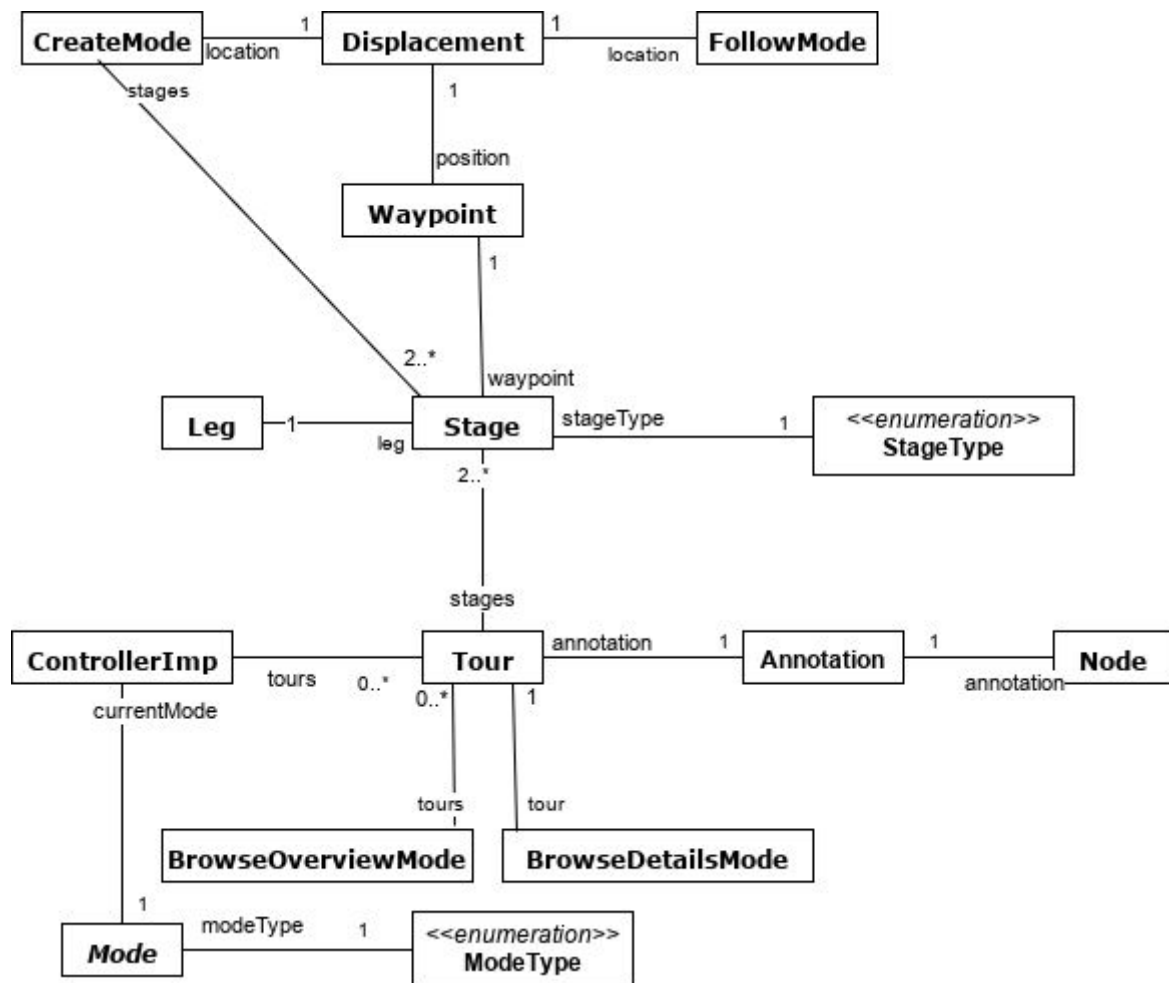 CreateMode
location
1
Displacement
1
location
FollowMode
stages
1
position
Waypoint
1
2..*
waypoint
Leg
1
leg
Stage
stageType
1
<<enumeration>>
StageType
2..*
stages
ControllerImp
tours
0..*
Tour
annotation
1
Annotation
1
annotation
Node
currentMode
0..*
1
tours
tour
BrowseOverviewMode
BrowseDetailsMode
1
Mode
modeType
1
<<enumeration>>
ModeType